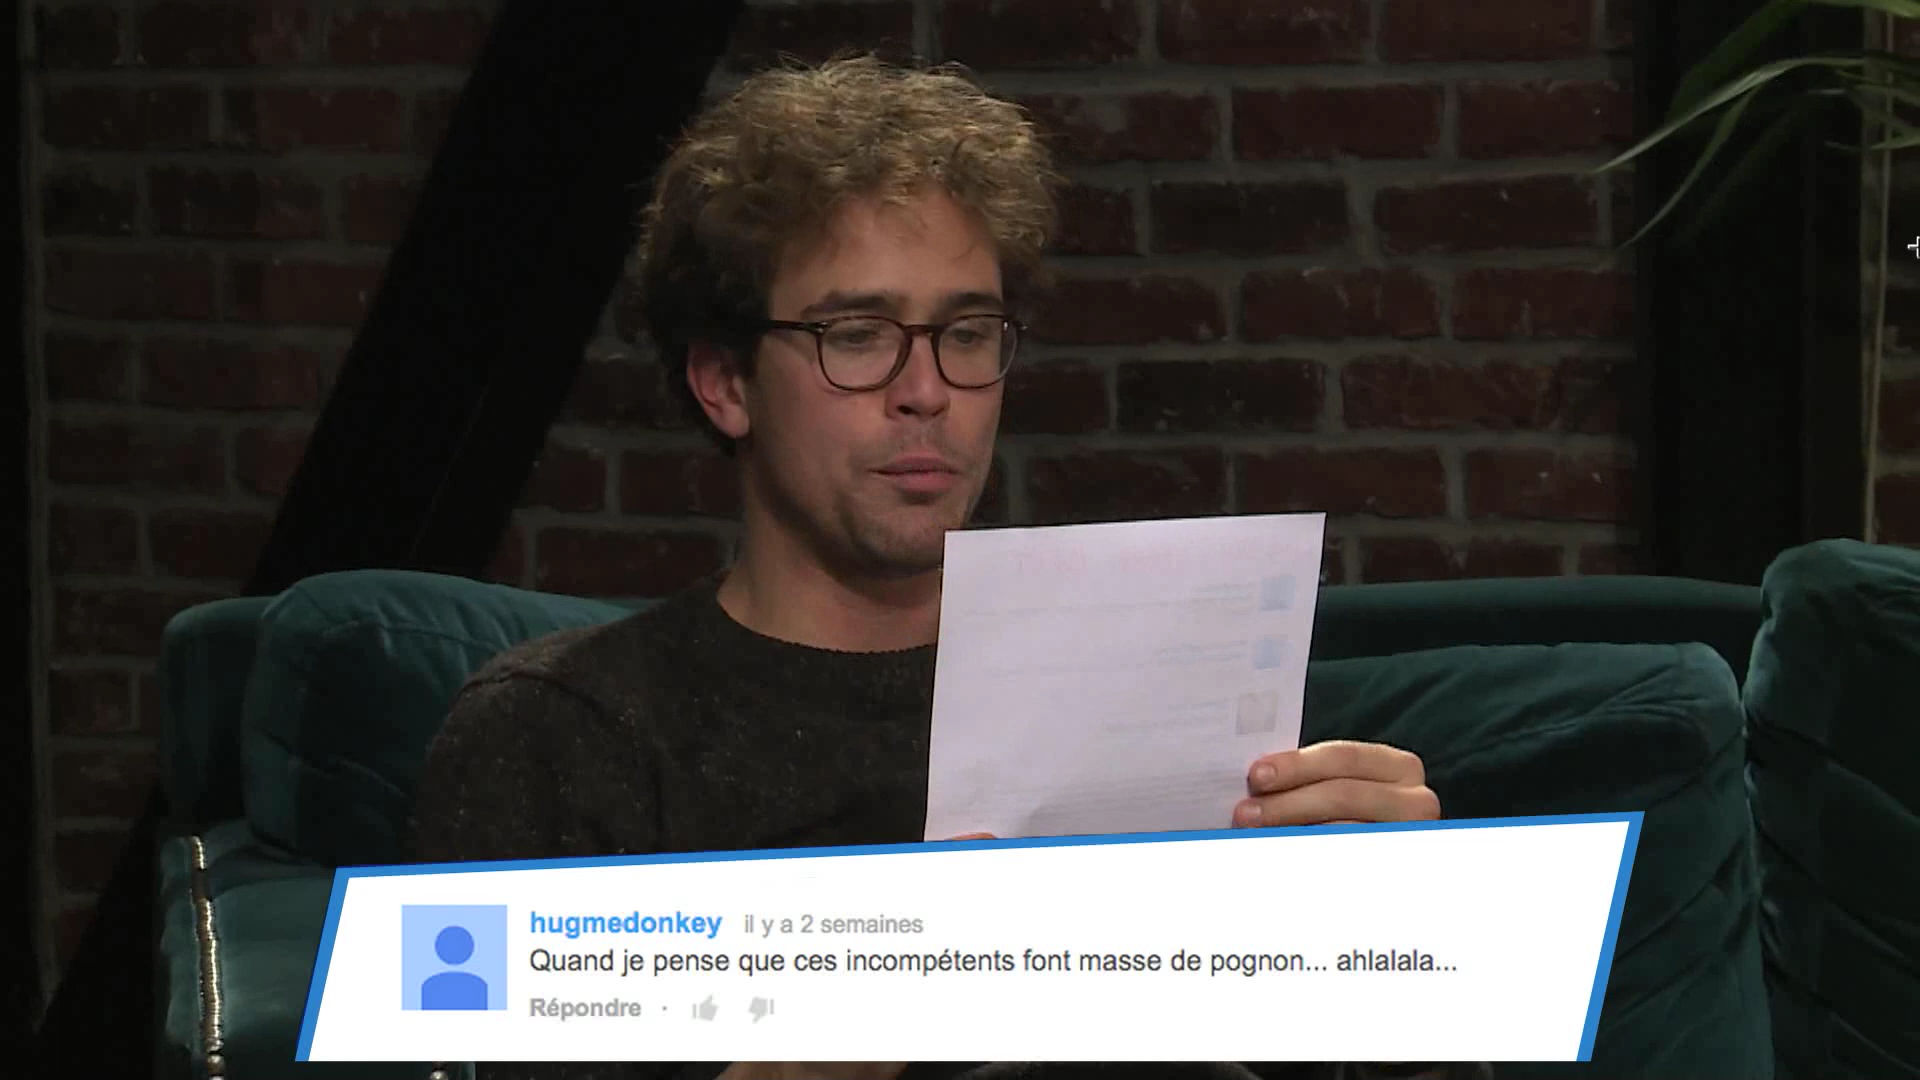 hugmedonkey il y a 2 semaines
Quand je pense que ces incompétents font masse de pognon... ahlalala...
Répondre ·